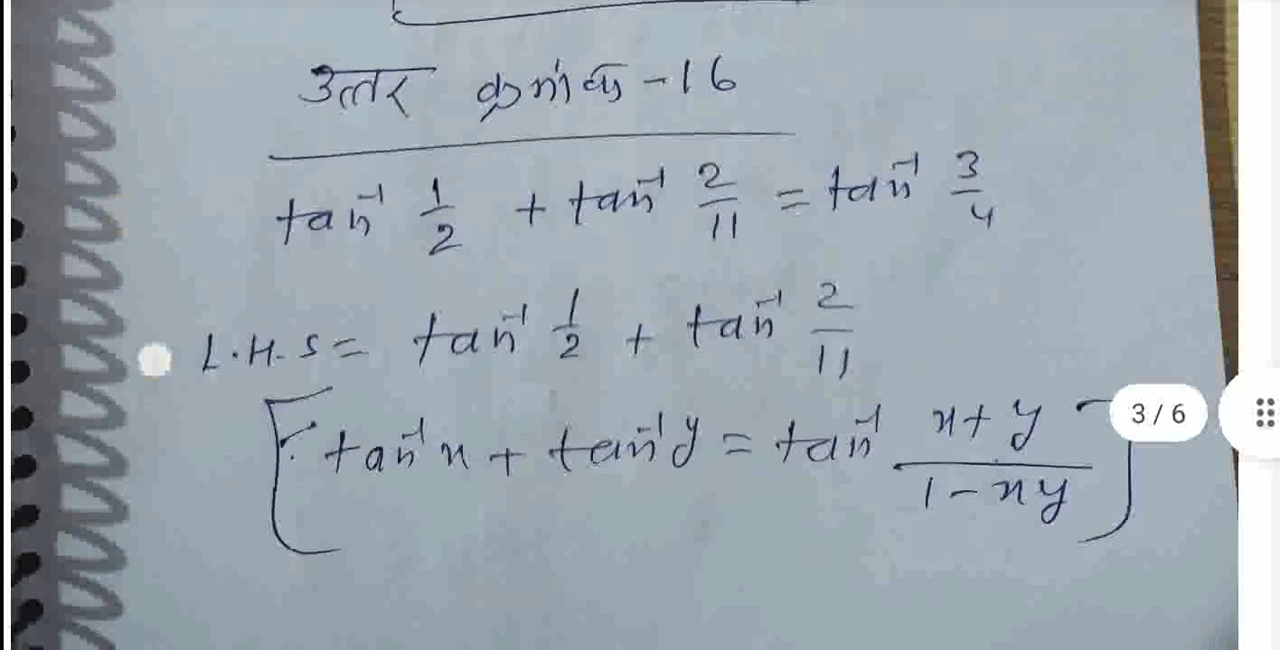 उत्तर क्रमांक - 16
tan⁻¹ 1/2 + tan⁻¹ 2/11 = tan⁻¹ 3/4
L.H.S = tan⁻¹ 1/2 + tan⁻¹ 2/11
[∵ tan⁻¹x + tan⁻¹y = tan⁻¹ (x+y)/(1-xy)]
3 / 6